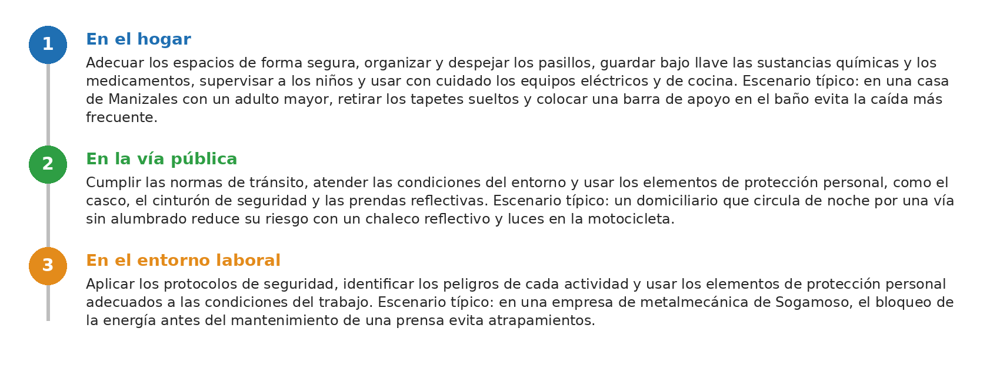 1
En el hogar
Adecuar los espacios de forma segura, organizar y despejar los pasillos, guardar bajo llave las sustancias químicas y los
medicamentos, supervisar a los niños y usar con cuidado los equipos eléctricos y de cocina. Escenario típico: en una casa
de Manizales con un adulto mayor, retirar los tapetes sueltos y colocar una barra de apoyo en el baño evita la caída más
frecuente.
2
En la vía pública
Cumplir las normas de tránsito, atender las condiciones del entorno y usar los elementos de protección personal, como el
casco, el cinturón de seguridad y las prendas reflectivas. Escenario típico: un domiciliario que circula de noche por una vía
sin alumbrado reduce su riesgo con un chaleco reflectivo y luces en la motocicleta.
3
En el entorno laboral
Aplicar los protocolos de seguridad, identificar los peligros de cada actividad y usar los elementos de protección personal
adecuados a las condiciones del trabajo. Escenario típico: en una empresa de metalmecánica de Sogamoso, el bloqueo de
la energía antes del mantenimiento de una prensa evita atrapamientos.